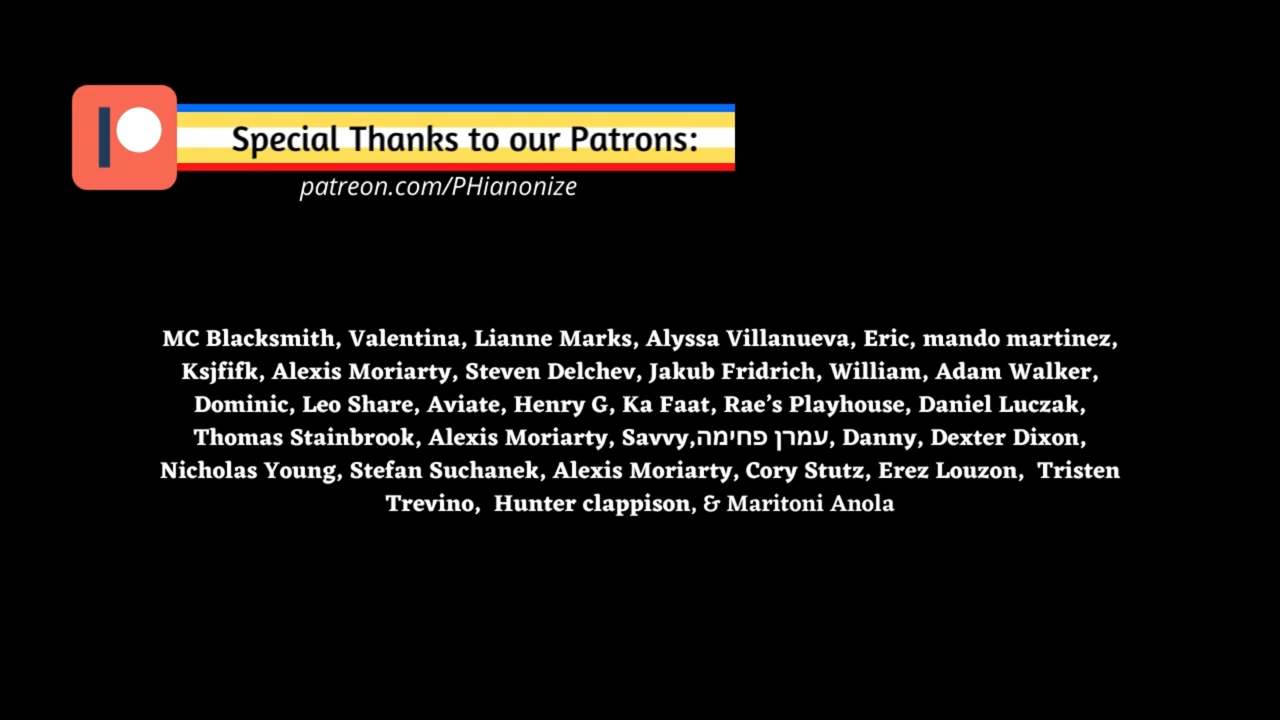 Special Thanks to our Patrons:
patreon.com/PHianonize
MC Blacksmith, Valentina, Lianne Marks, Alyssa Villanueva, Eric, mando martinez,
Ksjfifk, Alexis Moriarty, Steven Delchev, Jakub Fridrich, William, Adam Walker,
Dominic, Leo Share, Aviate, Henry G, Ka Faat, Rae’s Playhouse, Daniel Luczak,
Thomas Stainbrook, Alexis Moriarty, Savvy,עמרן פחימה, Danny, Dexter Dixon,
Nicholas Young, Stefan Suchanek, Alexis Moriarty, Cory Stutz, Erez Louzon,  Tristen
Trevino,  Hunter clappison, & Maritoni Anola